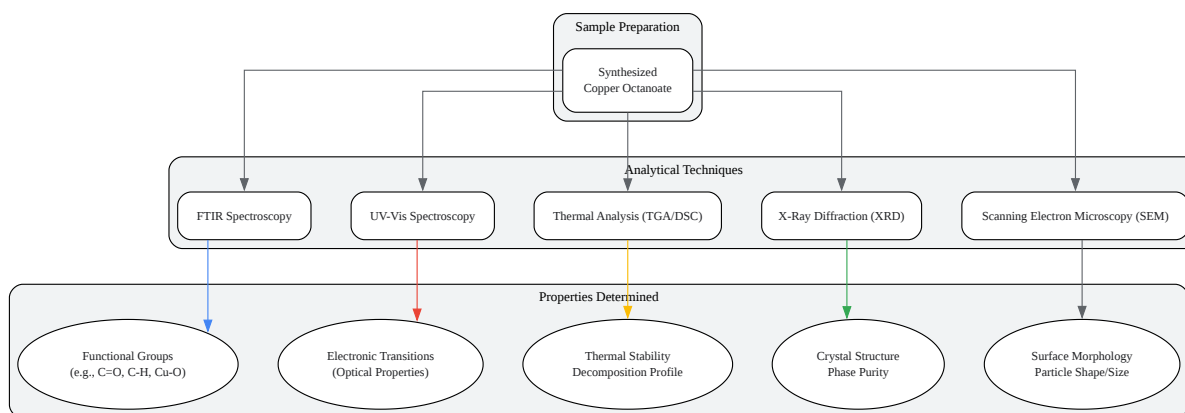 Sample Preparation
Synthesized
Copper Octanoate
Analytical Techniques
FTIR Spectroscopy
UV-Vis Spectroscopy
Thermal Analysis (TGA/DSC)
X-Ray Diffraction (XRD)
Scanning Electron Microscopy (SEM)
Properties Determined
Functional Groups
(e.g., C=O, C-H, Cu-O)
Electronic Transitions
(Optical Properties)
Thermal Stability
Decomposition Profile
Crystal Structure
Phase Purity
Surface Morphology
Particle Shape/Size